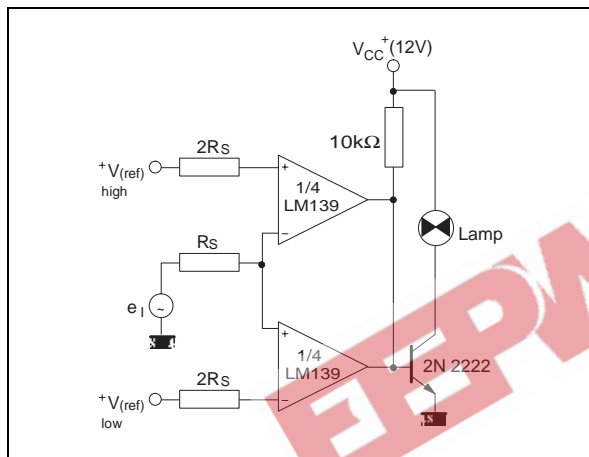 VCC+ (12V)
10kΩ
2RS
+V(ref)
high
+
1/4
LM139
−
Lamp
RS
eI
~
+
1/4
LM139
−
2N 2222
2RS
+V(ref)
low
EEPW